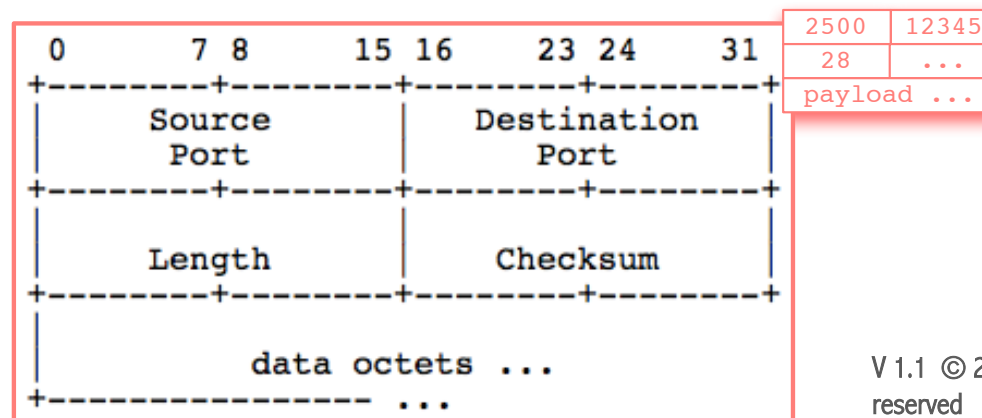 0 7 8 15 16 23 24 31
+--------+--------+--------+--------+
| Source | Destination |
| Port | Port |
+--------+--------+--------+--------+
| | |
| Length | Checksum |
+--------+--------+--------+--------+
|
| data octets ...
+---------------- ...
2500 12345
28 ...
payload ...
V 1.1 © 2
reserved